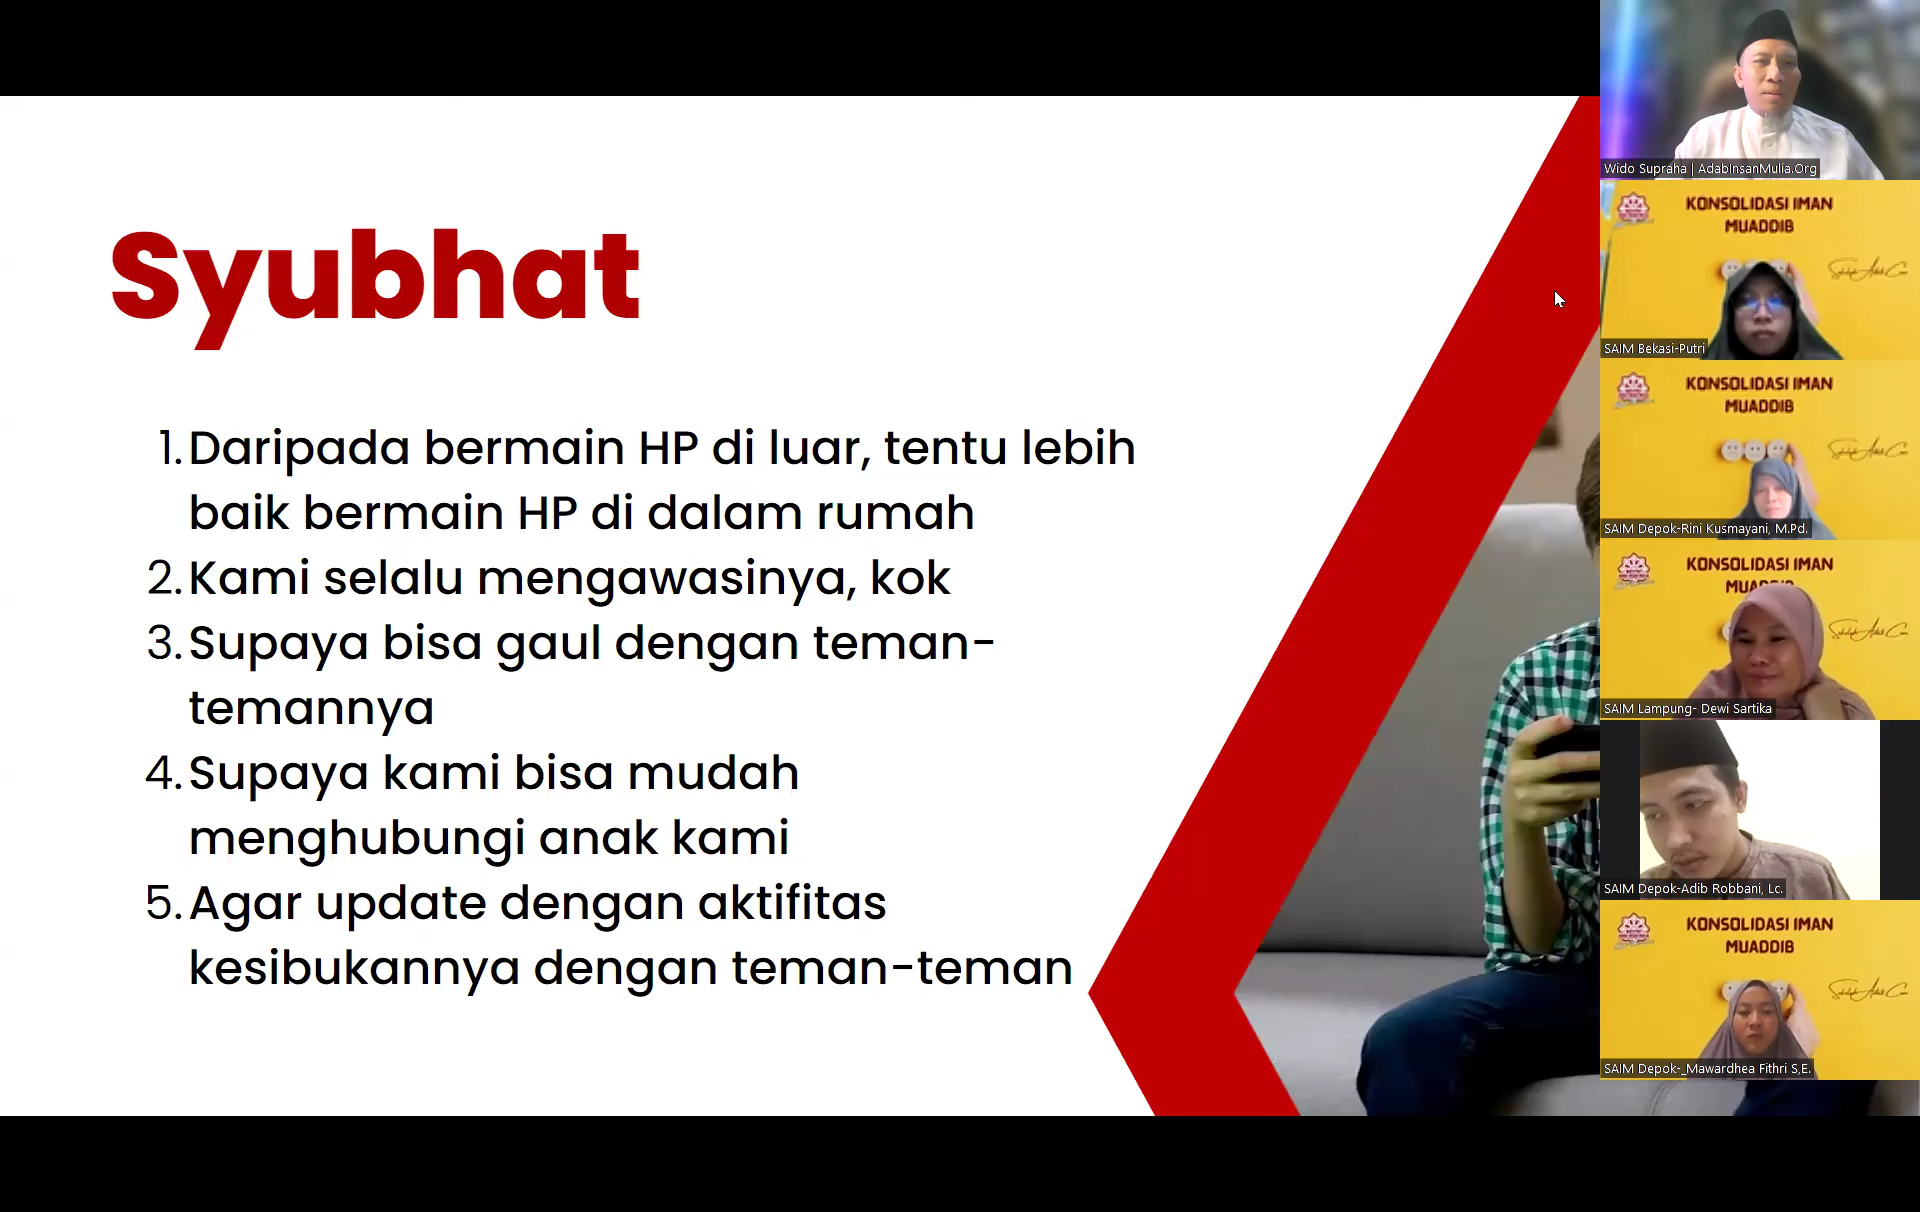 Syubhat
1. Daripada bermain HP di luar, tentu lebih
baik bermain HP di dalam rumah
2. Kami selalu mengawasinya, kok
3. Supaya bisa gaul dengan teman-
temannya
4. Supaya kami bisa mudah
menghubungi anak kami
5. Agar update dengan aktifitas
kesibukannya dengan teman-teman
Wido Supraha | AdabInsanMulia.Org
KONSOLIDASI IMAN
MUADDIB
SAIM Bekasi-Putri
KONSOLIDASI IMAN
MUADDIB
SAIM Depok-Rini Kusmayani, M.Pd.
KONSOLIDASI IMAN
SAIM Lampung- Dewi Sartika
SAIM Depok-Adib Robbani, Lc.
KONSOLIDASI IMAN
MUADDIB
SAIM Depok-_Mawardhea Fithri S,E.